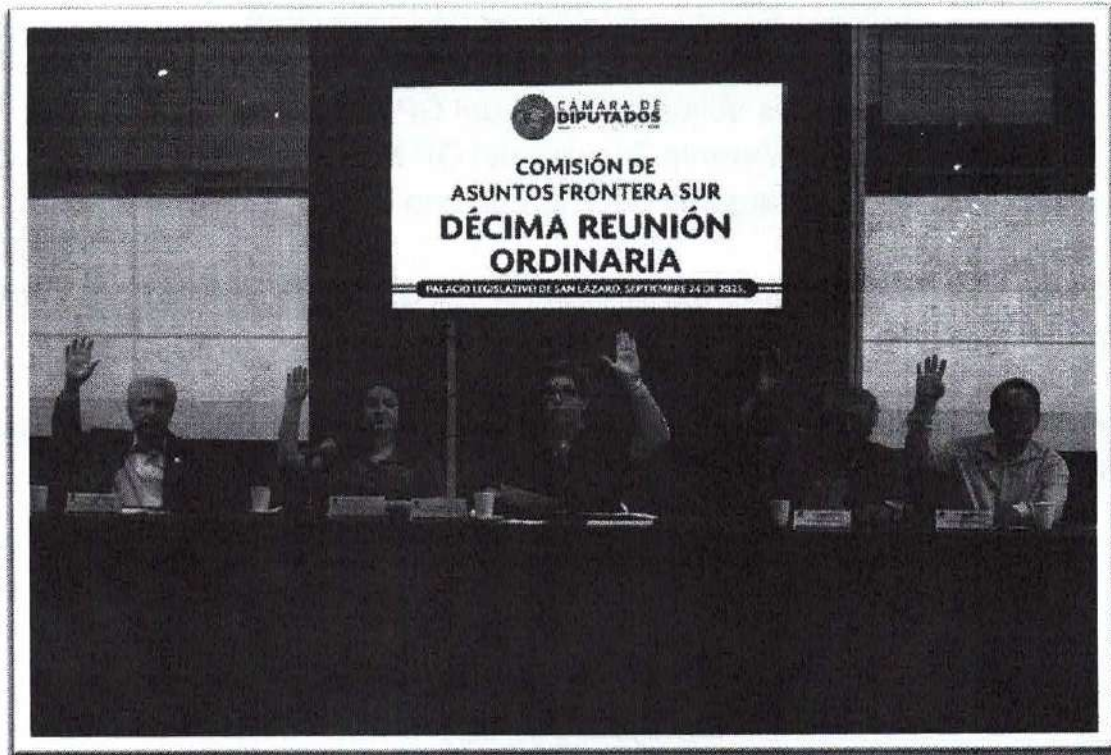 CÁMARA DE
DIPUTADOS
COMISIÓN DE
ASUNTOS FRONTERA SUR
DÉCIMA REUNIÓN
ORDINARIA
PALACIO LEGISLATIVO DE SAN LÁZARO, SEPTIEMBRE 24 DE 2025.